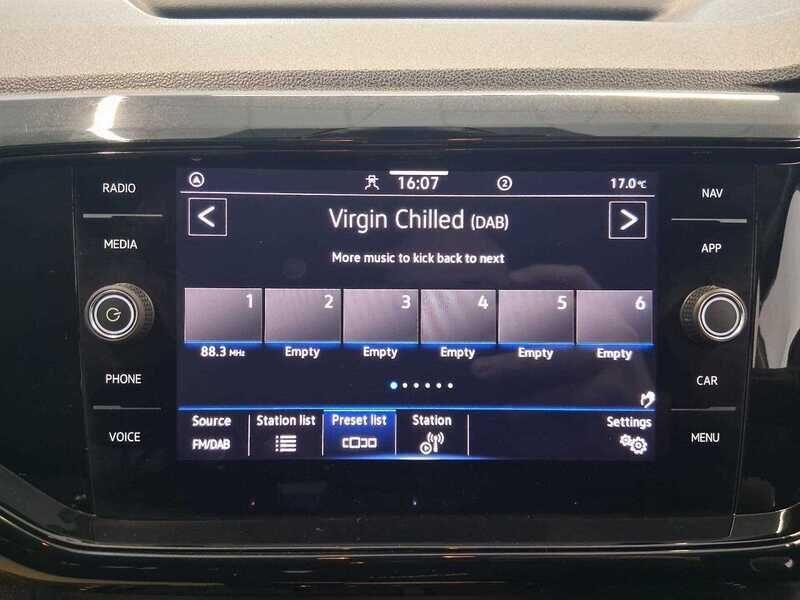 RADIO
MEDIA
PHONE
VOICE
A 16:07 2 17.0°C
< Virgin Chilled (DAB) >
More music to kick back to next
1 2 3 4 5 6
88.3 MHz Empty Empty Empty Empty Empty
Source Station list Preset list Station Settings
FM/DAB
NAV
APP
CAR
MENU